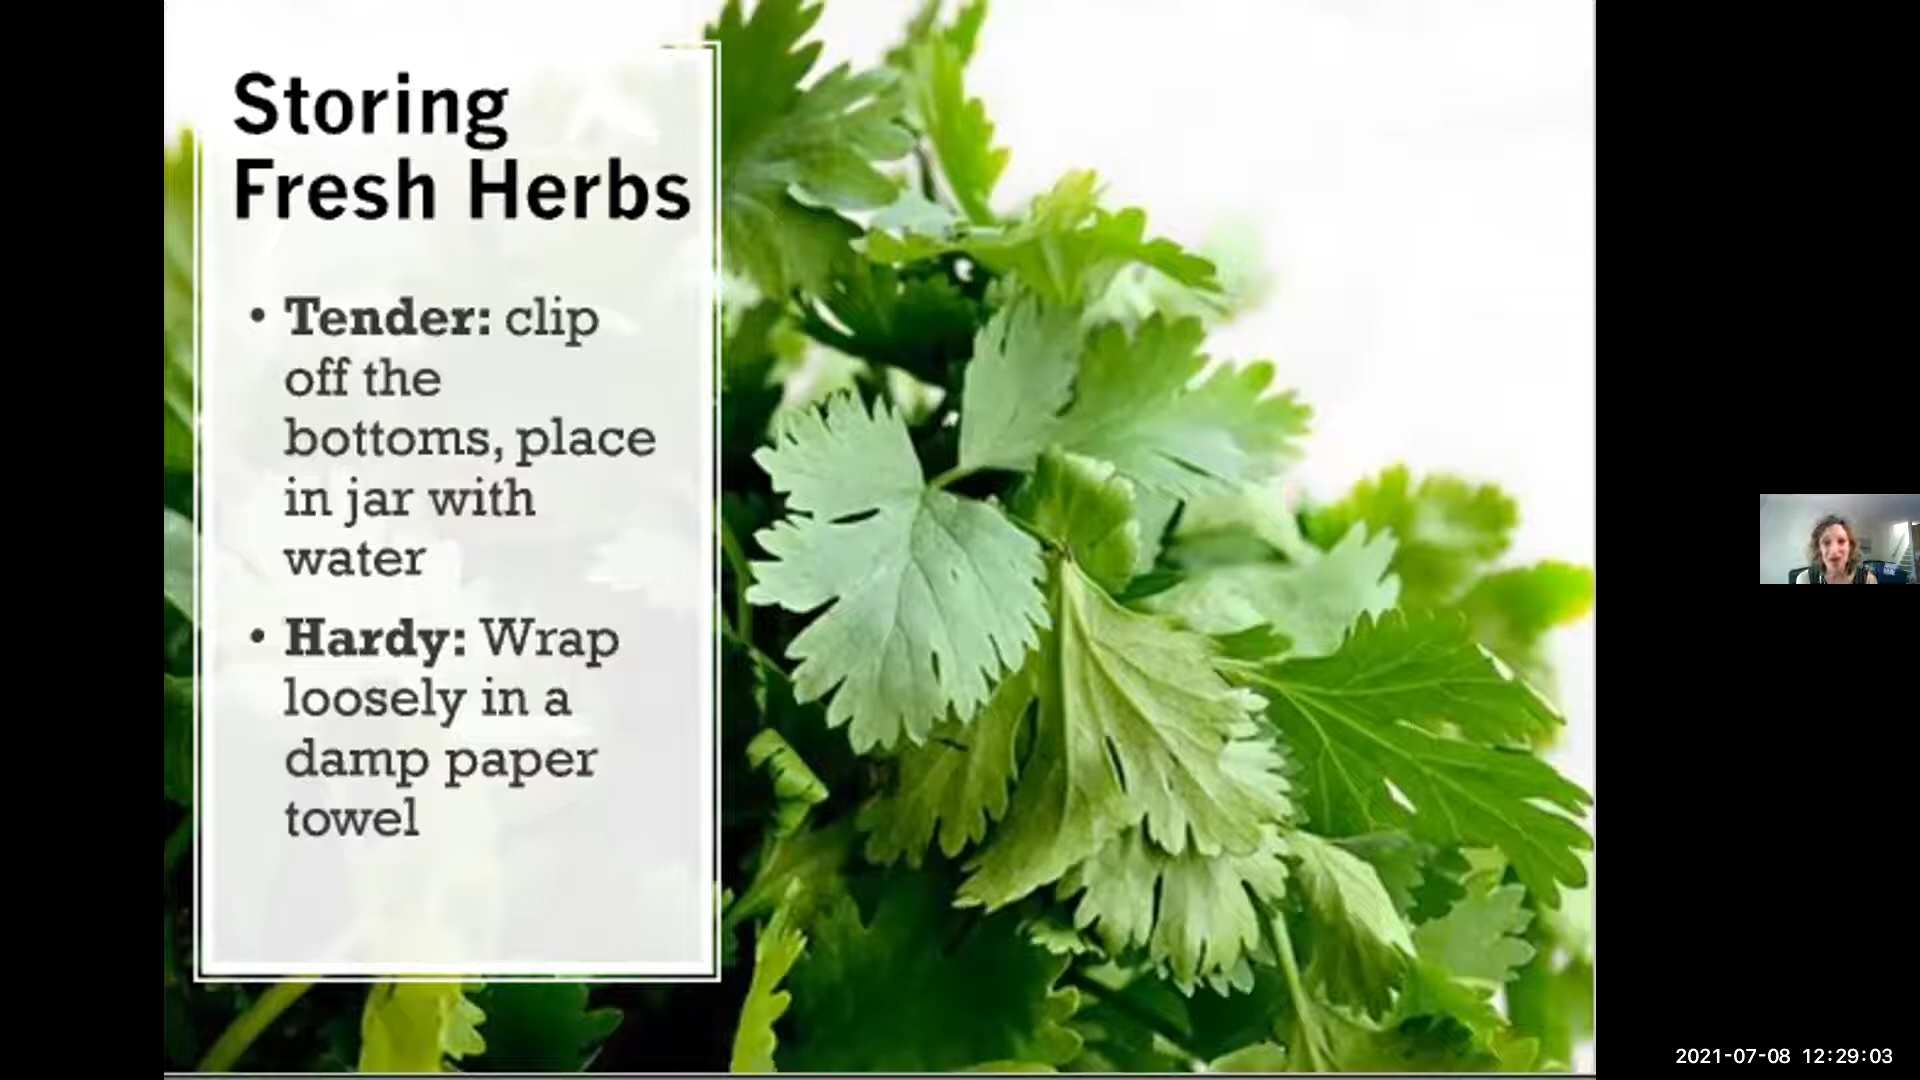 Storing
Fresh Herbs
• Tender: clip
off the
bottoms, place
in jar with
water
• Hardy: Wrap
loosely in a
damp paper
towel
2021-07-08 12:29:03